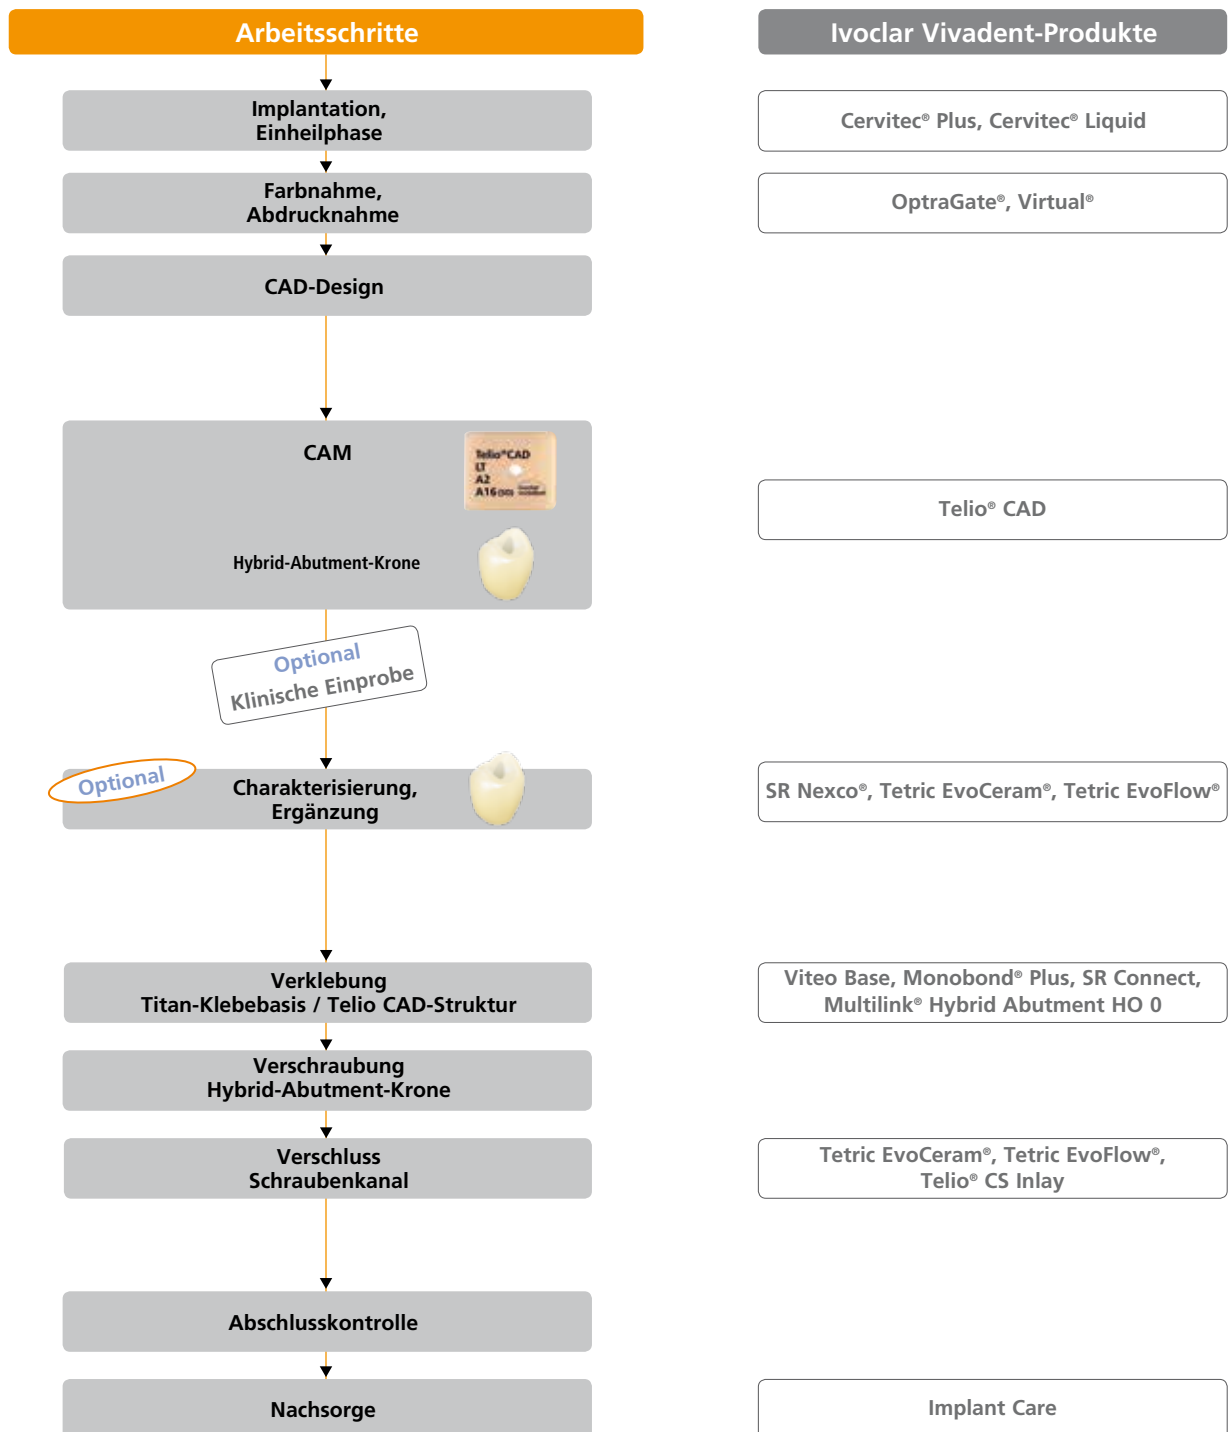 Arbeitsschritte
Ivoclar Vivadent-Produkte
Implantation,
Einheilphase
Cervitec® Plus, Cervitec® Liquid
Farbnahme,
Abdrucknahme
OptraGate®, Virtual®
CAD-Design
CAM
Telio®CAD
LT
A2
A16
Telio® CAD
Hybrid-Abutment-Krone
Optional
Klinische Einprobe
Optional
Charakterisierung,
Ergänzung
SR Nexco®, Tetric EvoCeram®, Tetric EvoFlow®
Verklebung
Titan-Klebebasis / Telio CAD-Struktur
Viteo Base, Monobond® Plus, SR Connect,
Multilink® Hybrid Abutment HO 0
Verschraubung
Hybrid-Abutment-Krone
Verschluss
Schraubenkanal
Tetric EvoCeram®, Tetric EvoFlow®,
Telio® CS Inlay
Abschlusskontrolle
Nachsorge
Implant Care